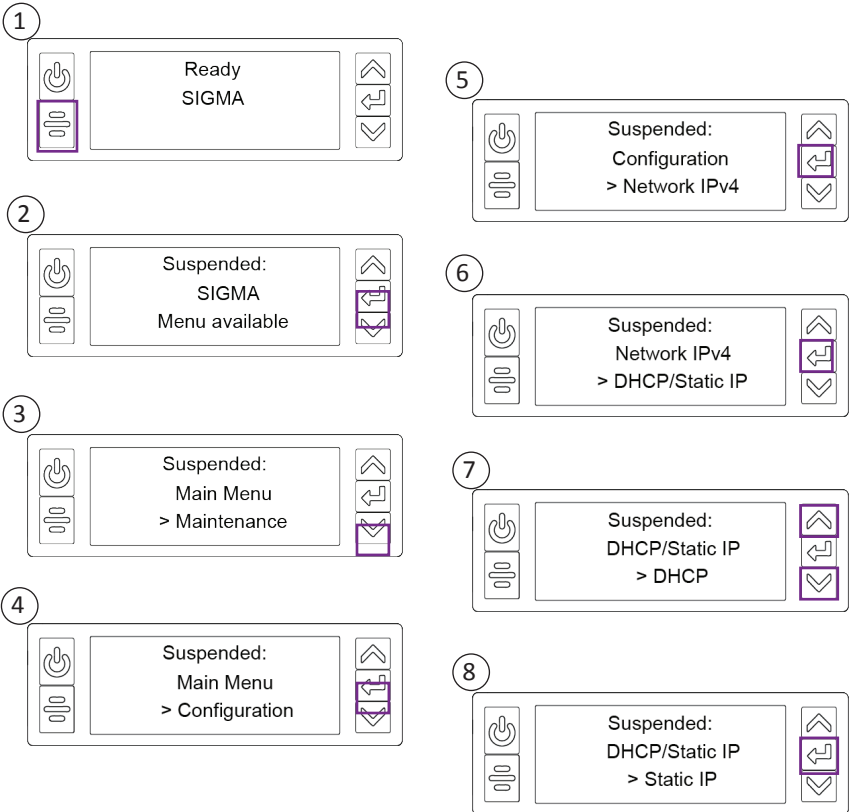 1
Ready
SIGMA
2
Suspended:
SIGMA
Menu available
3
Suspended:
Main Menu
> Maintenance
4
Suspended:
Main Menu
> Configuration
5
Suspended:
Configuration
> Network IPv4
6
Suspended:
Network IPv4
> DHCP/Static IP
7
Suspended:
DHCP/Static IP
> DHCP
8
Suspended:
DHCP/Static IP
> Static IP